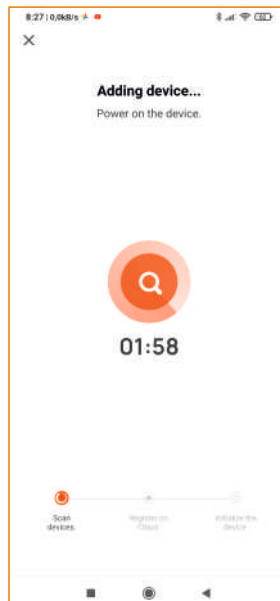 8:27 | 0,0kB/s
Adding device...
Power on the device.
01:58
Scan
devices
Register on
Cloud
Initialize the
device